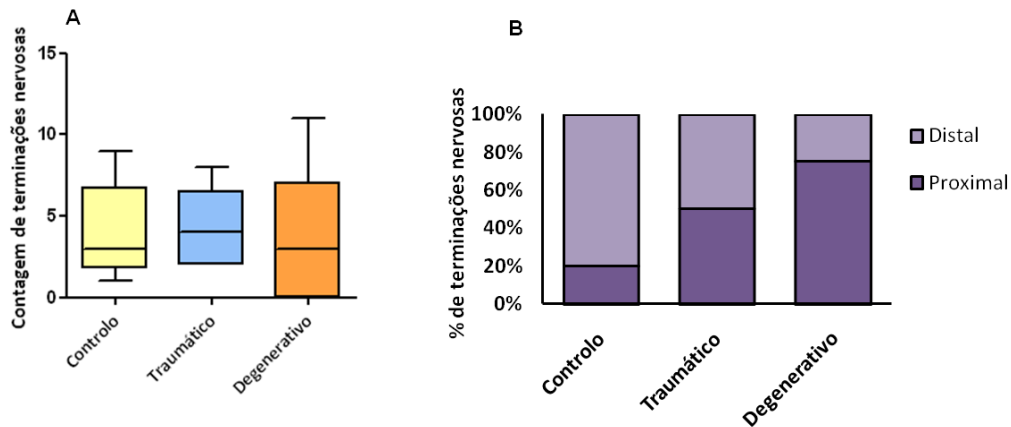 A
Contagem de terminações nervosas
15
10
5
0
Controlo
Traumático
Degenerativo
B
% de terminações nervosas
100%
80%
60%
40%
20%
0%
Controlo
Traumático
Degenerativo
Distal
Proximal